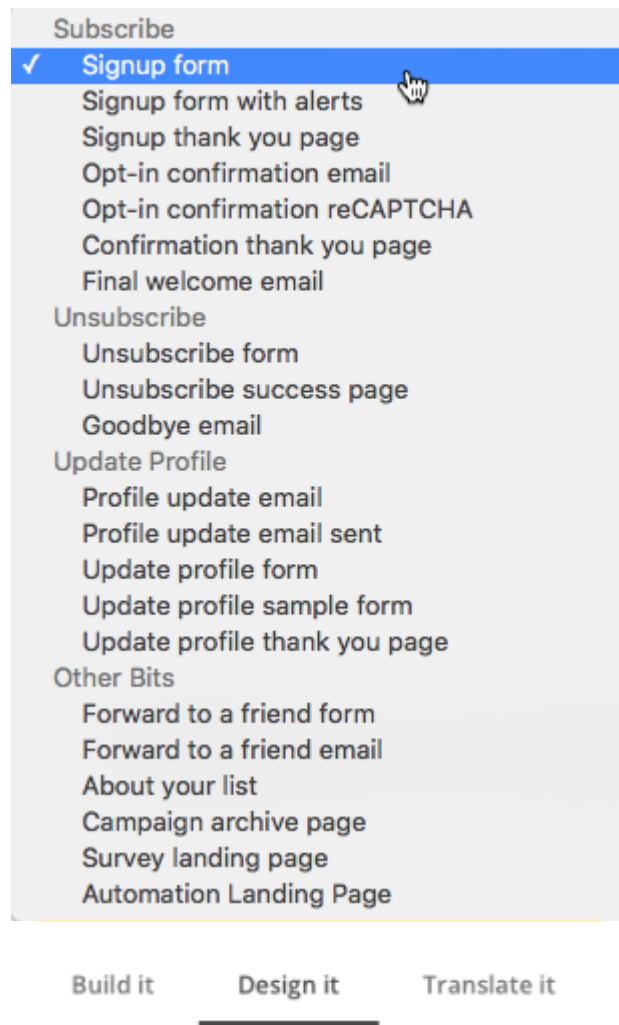 Subscribe
✓ Signup form
Signup form with alerts
Signup thank you page
Opt-in confirmation email
Opt-in confirmation reCAPTCHA
Confirmation thank you page
Final welcome email
Unsubscribe
Unsubscribe form
Unsubscribe success page
Goodbye email
Update Profile
Profile update email
Profile update email sent
Update profile form
Update profile sample form
Update profile thank you page
Other Bits
Forward to a friend form
Forward to a friend email
About your list
Campaign archive page
Survey landing page
Automation Landing Page
Build it Design it Translate it